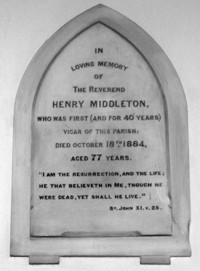 IN
LOVING MEMORY
OF
THE REVEREND
HENRY MIDDLETON,
WHO WAS FIRST (AND FOR 40 YEARS)
VICAR OF THIS PARISH;
DIED OCTOBER 18TH 1884,
AGED 77 YEARS.
"I AM THE RESURRECTION, AND THE LIFE;
HE THAT BELIEVETH IN ME, THOUGH HE
WERE DEAD, YET SHALL HE LIVE."
ST. JOHN XI. V. 25.